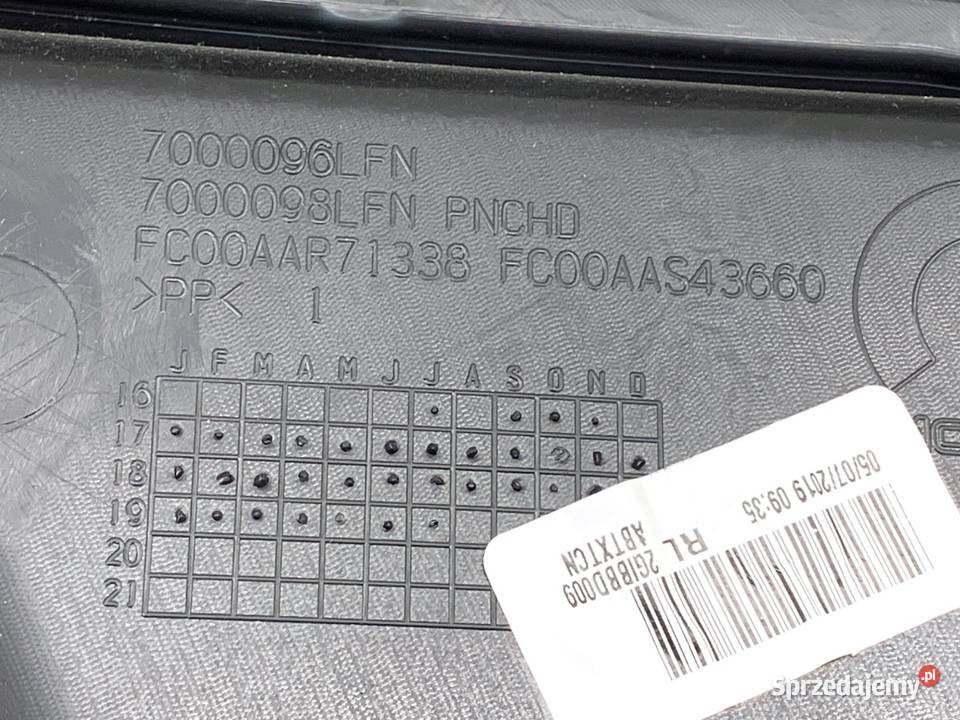 7000096LFN
7000098LFN PNCHD
FC00AAR71338 FC00AAS43660
>PP< 1
J F M A M J J A S O N D
16
17
18
19
20
21
05/07/2019 09:35
RL
2GIBBD009
ABTXTCM
Sprzedajemy.pl